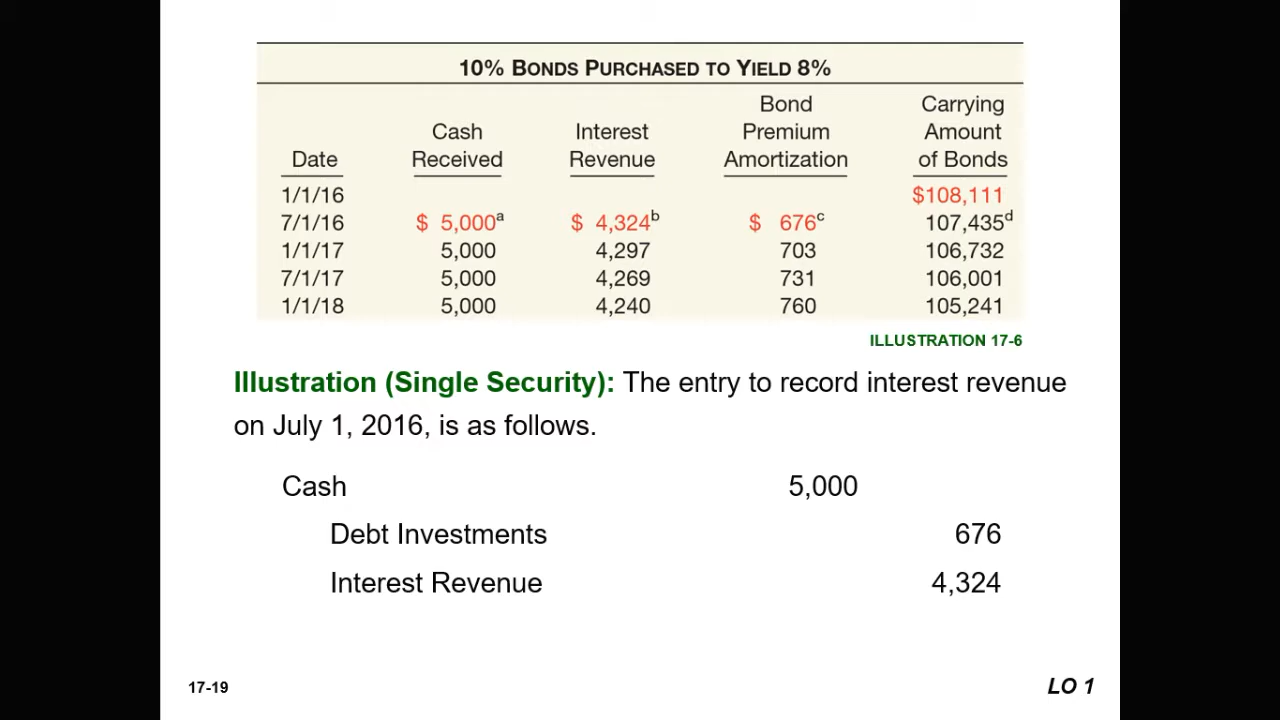 10% BONDS PURCHASED TO YIELD 8%
Date Cash Received Interest Revenue Bond Premium Amortization Carrying Amount of Bonds
1/1/16 $108,111
7/1/16 $ 5,000a $ 4,324b $ 676c 107,435d
1/1/17 5,000 4,297 703 106,732
7/1/17 5,000 4,269 731 106,001
1/1/18 5,000 4,240 760 105,241
ILLUSTRATION 17-6
Illustration (Single Security): The entry to record interest revenue
on July 1, 2016, is as follows.
Cash 5,000
Debt Investments 676
Interest Revenue 4,324
17-19 LO 1